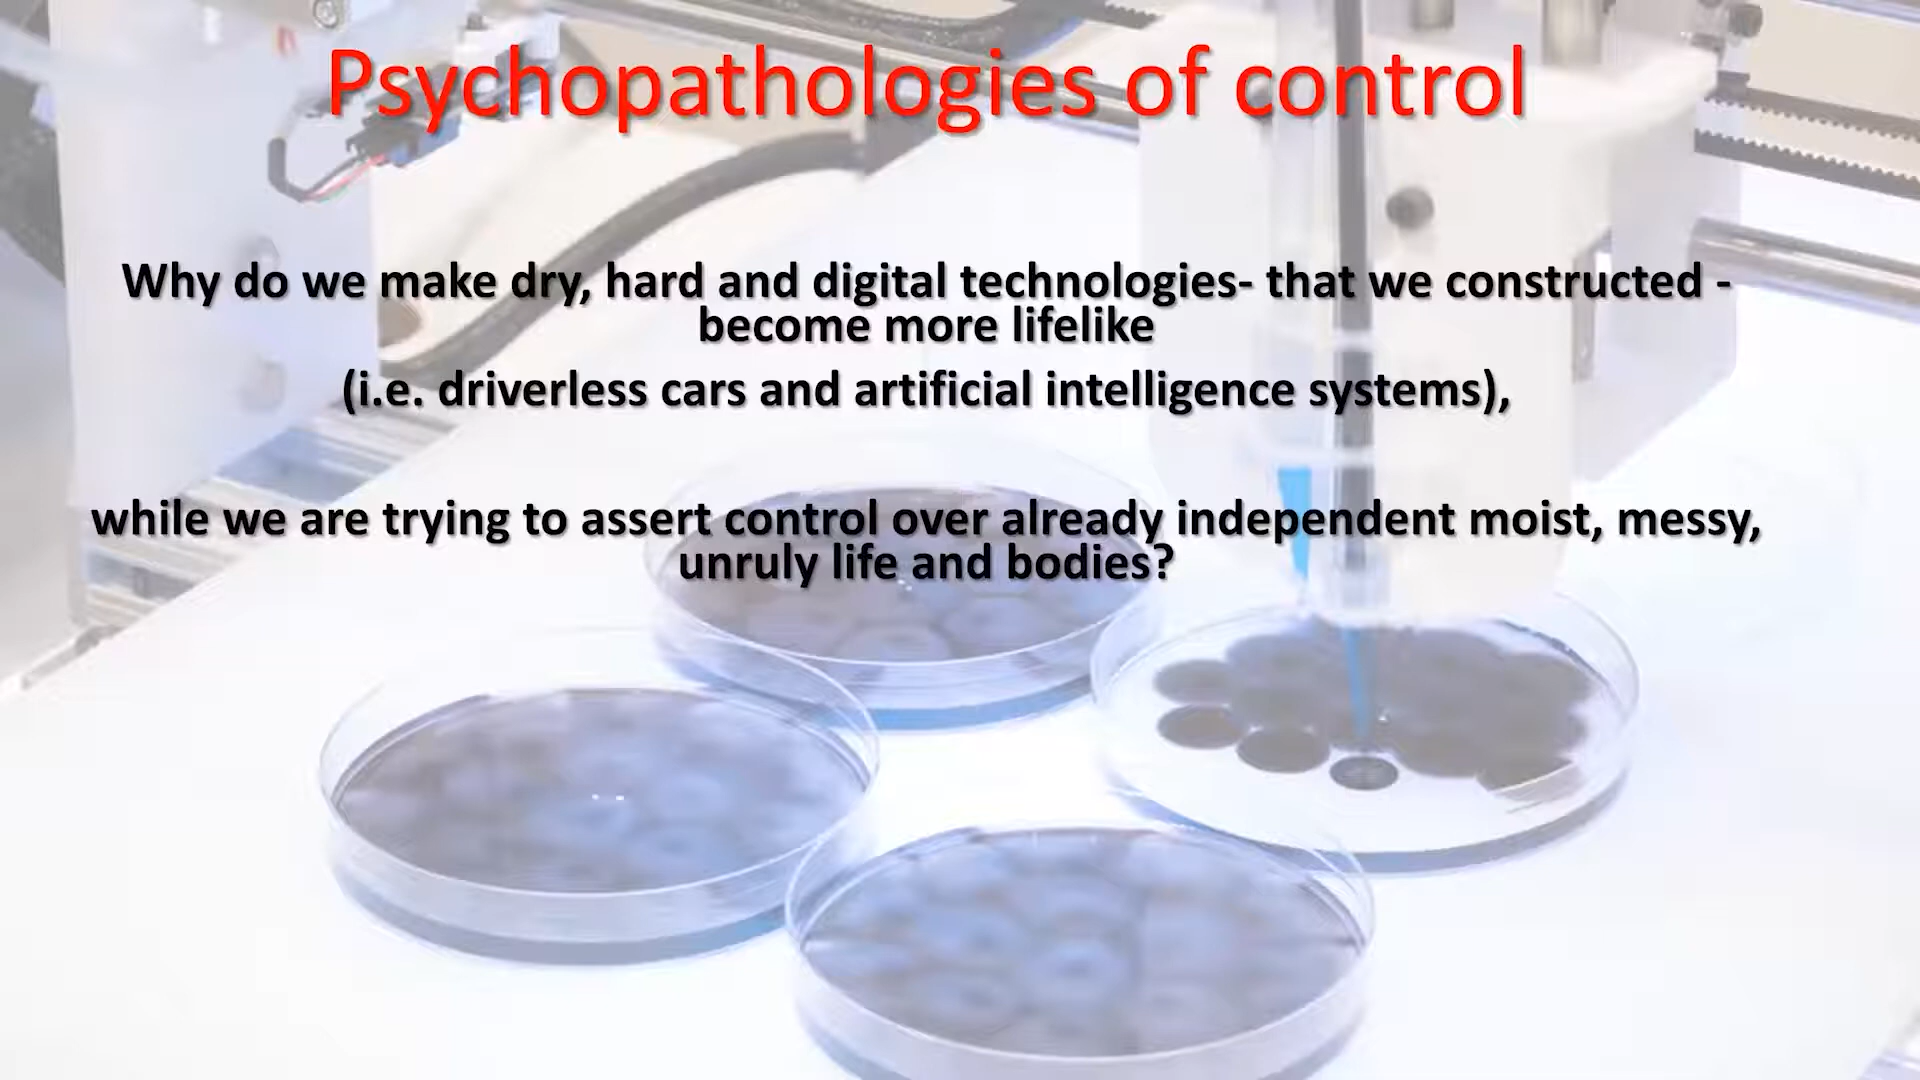 Psychopathologies of control
Why do we make dry, hard and digital technologies- that we constructed -
become more lifelike
(i.e. driverless cars and artificial intelligence systems),
while we are trying to assert control over already independent moist, messy,
unruly life and bodies?